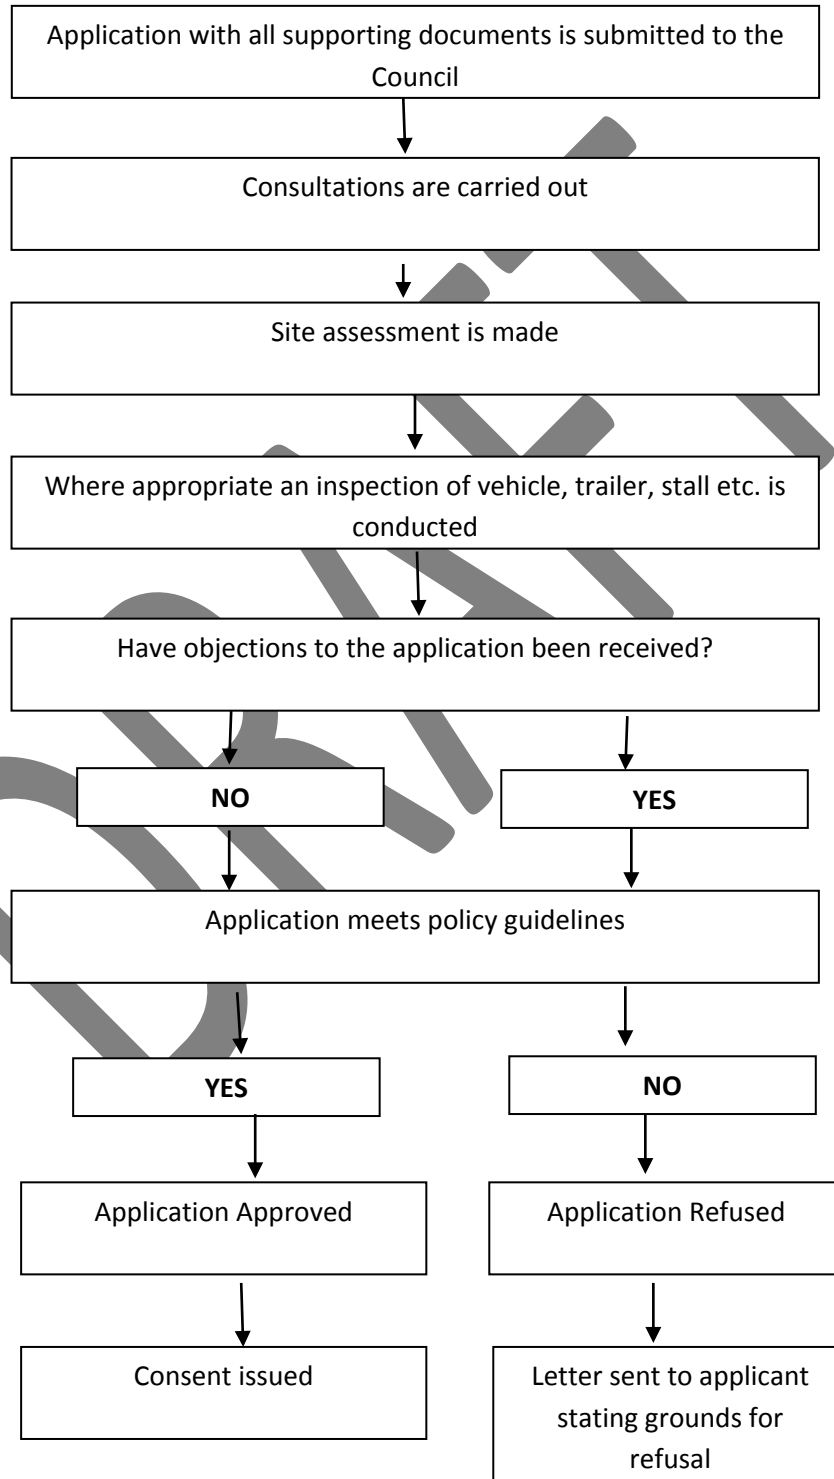 Application with all supporting documents is submitted to the
Council
Consultations are carried out
Site assessment is made
Where appropriate an inspection of vehicle, trailer, stall etc. is
conducted
Have objections to the application been received?
NO
YES
Application meets policy guidelines
YES
NO
Application Approved
Application Refused
Consent issued
Letter sent to applicant
stating grounds for
refusal
DRAFT